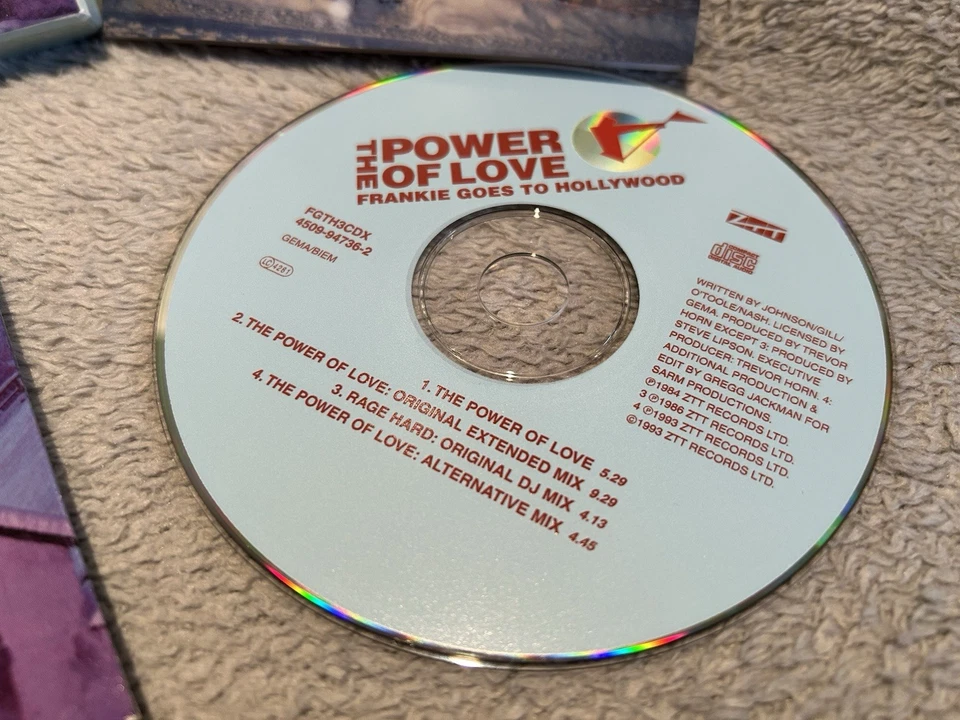 THE POWER
OF LOVE
FRANKIE GOES TO HOLLYWOOD
FGTH3CDX
4509-94736-2
GEMA/BIEM
LC 4281
ZTT
COMPACT
disc
DIGITAL AUDIO
1. THE POWER OF LOVE 5.29
2. THE POWER OF LOVE: ORIGINAL EXTENDED MIX 9.29
3. RAGE HARD: ORIGINAL DJ MIX 4.13
4. THE POWER OF LOVE: ALTERNATIVE MIX 4.45
WRITTEN BY JOHNSON/GILL/
O'TOOLE/NASH. LICENSED BY
GEMA. PRODUCED BY TREVOR
HORN EXCEPT 3: PRODUCED BY
STEVE LIPSON. EXECUTIVE
PRODUCER: TREVOR HORN. 4:
ADDITIONAL PRODUCTION &
EDIT BY GREGG JACKMAN FOR
SARM PRODUCTIONS.
℗1984 ZTT RECORDS LTD.
3 ℗1986 ZTT RECORDS LTD.
4 ℗1993 ZTT RECORDS LTD.
©1993 ZTT RECORDS LTD.